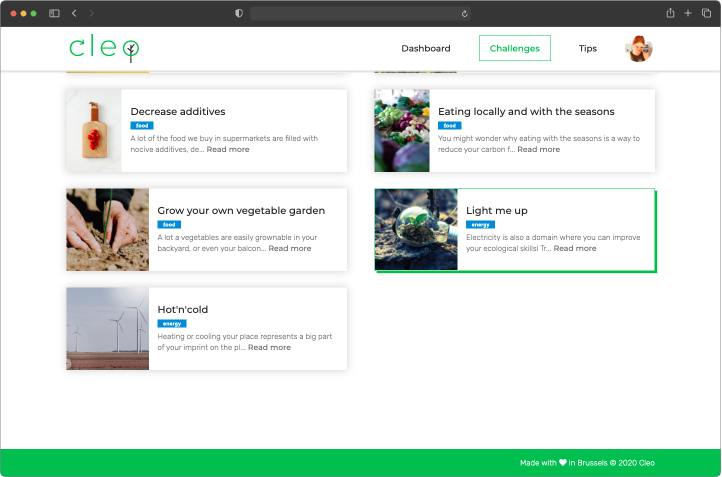 cleo
Dashboard
Challenges
Tips
Decrease additives
food
A lot of the food we buy in supermarkets are filled with
nocive additives, de... Read more
Eating locally and with the seasons
food
You might wonder why eating with the seasons is a way to
reduce your carbon f... Read more
Grow your own vegetable garden
food
A lot a vegetables are easily grownable in your
backyard, or even your balcon... Read more
Light me up
energy
Electricity is also a domain where you can improve
your ecological skills! Tr... Read more
Hot'n'cold
energy
Heating or cooling your place represents a big part
of your imprint on the pl... Read more
Made with ❤ in Brussels © 2020 Cleo